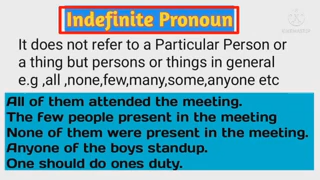 Indefinite Pronoun
It does not refer to a Particular Person or
a thing but persons or things in general
e.g ,all ,none,few,many,some,anyone etc
All of them attended the meeting.
The few people present in the meeting
None of them were present in the meeting.
Anyone of the boys standup.
One should do ones duty.